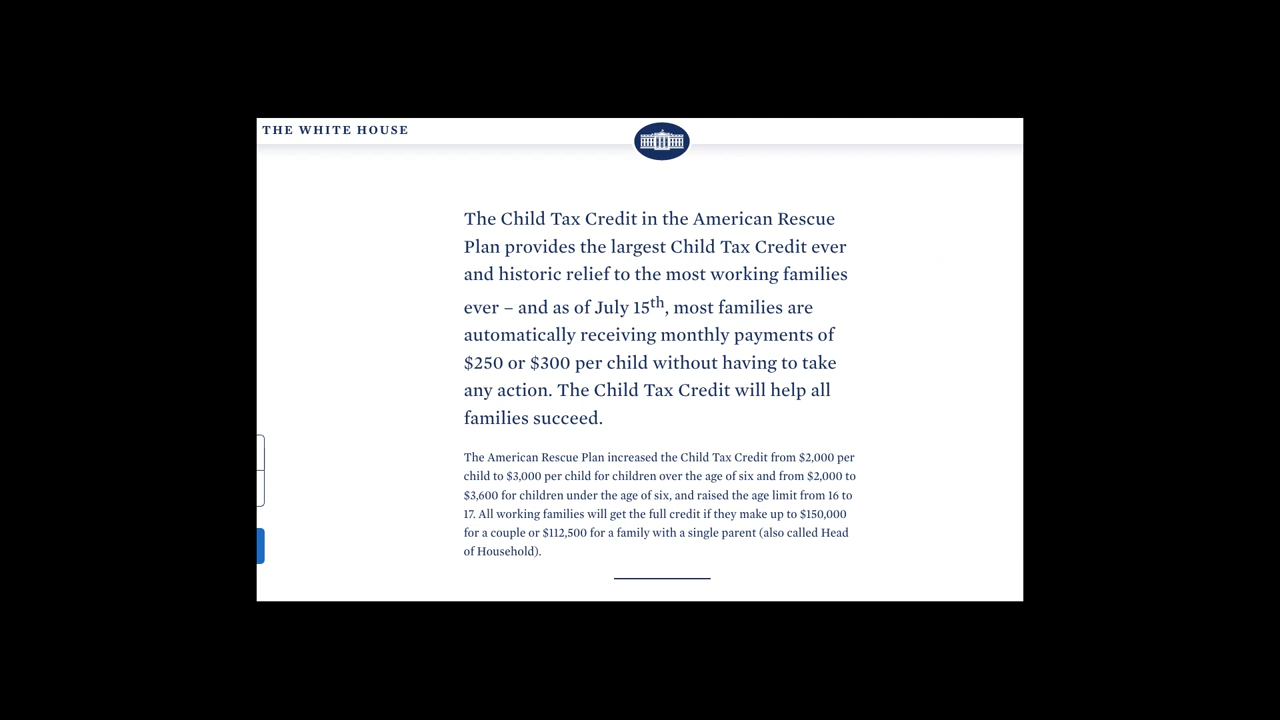 THE WHITE HOUSE
The Child Tax Credit in the American Rescue
Plan provides the largest Child Tax Credit ever
and historic relief to the most working families
ever – and as of July 15th, most families are
automatically receiving monthly payments of
$250 or $300 per child without having to take
any action. The Child Tax Credit will help all
families succeed.
The American Rescue Plan increased the Child Tax Credit from $2,000 per
child to $3,000 per child for children over the age of six and from $2,000 to
$3,600 for children under the age of six, and raised the age limit from 16 to
17. All working families will get the full credit if they make up to $150,000
for a couple or $112,500 for a family with a single parent (also called Head
of Household).